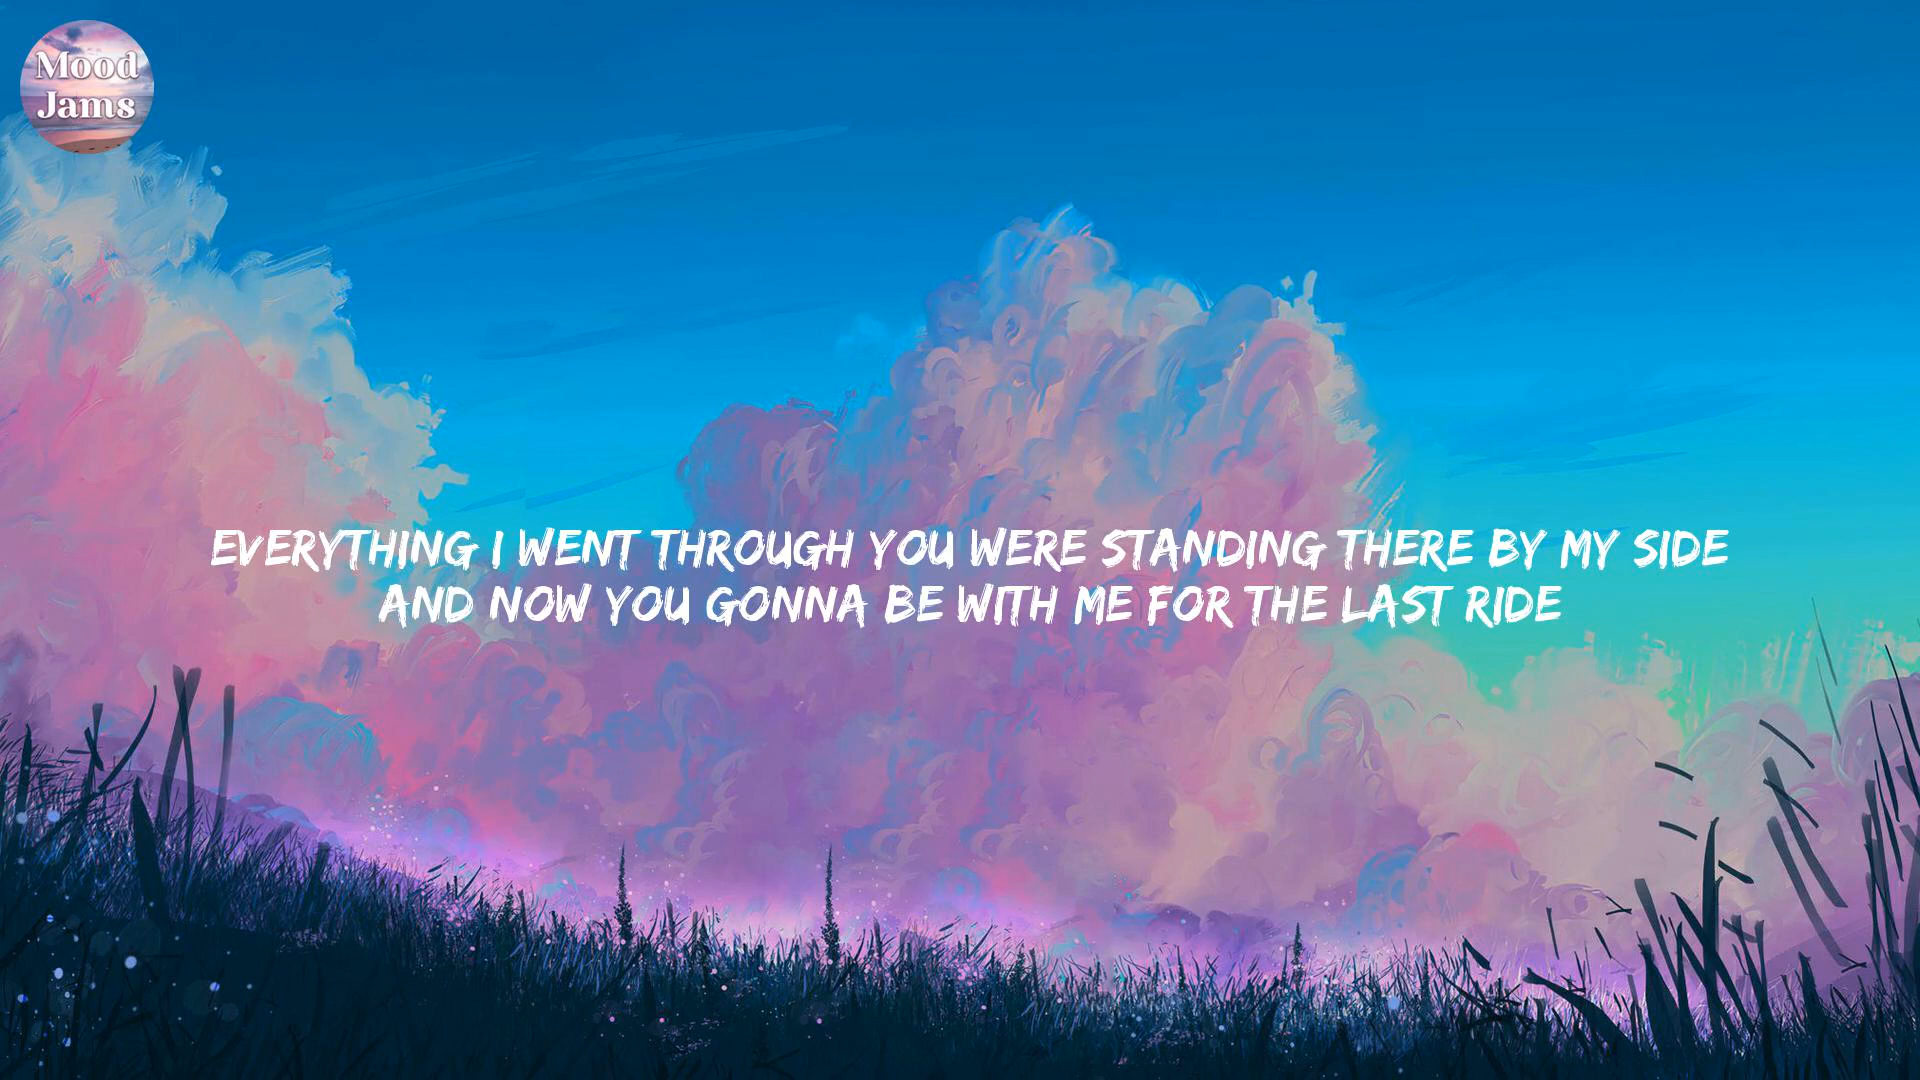 Mood
Jams
EVERYTHING I WENT THROUGH YOU WERE STANDING THERE BY MY SIDE
AND NOW YOU GONNA BE WITH ME FOR THE LAST RIDE